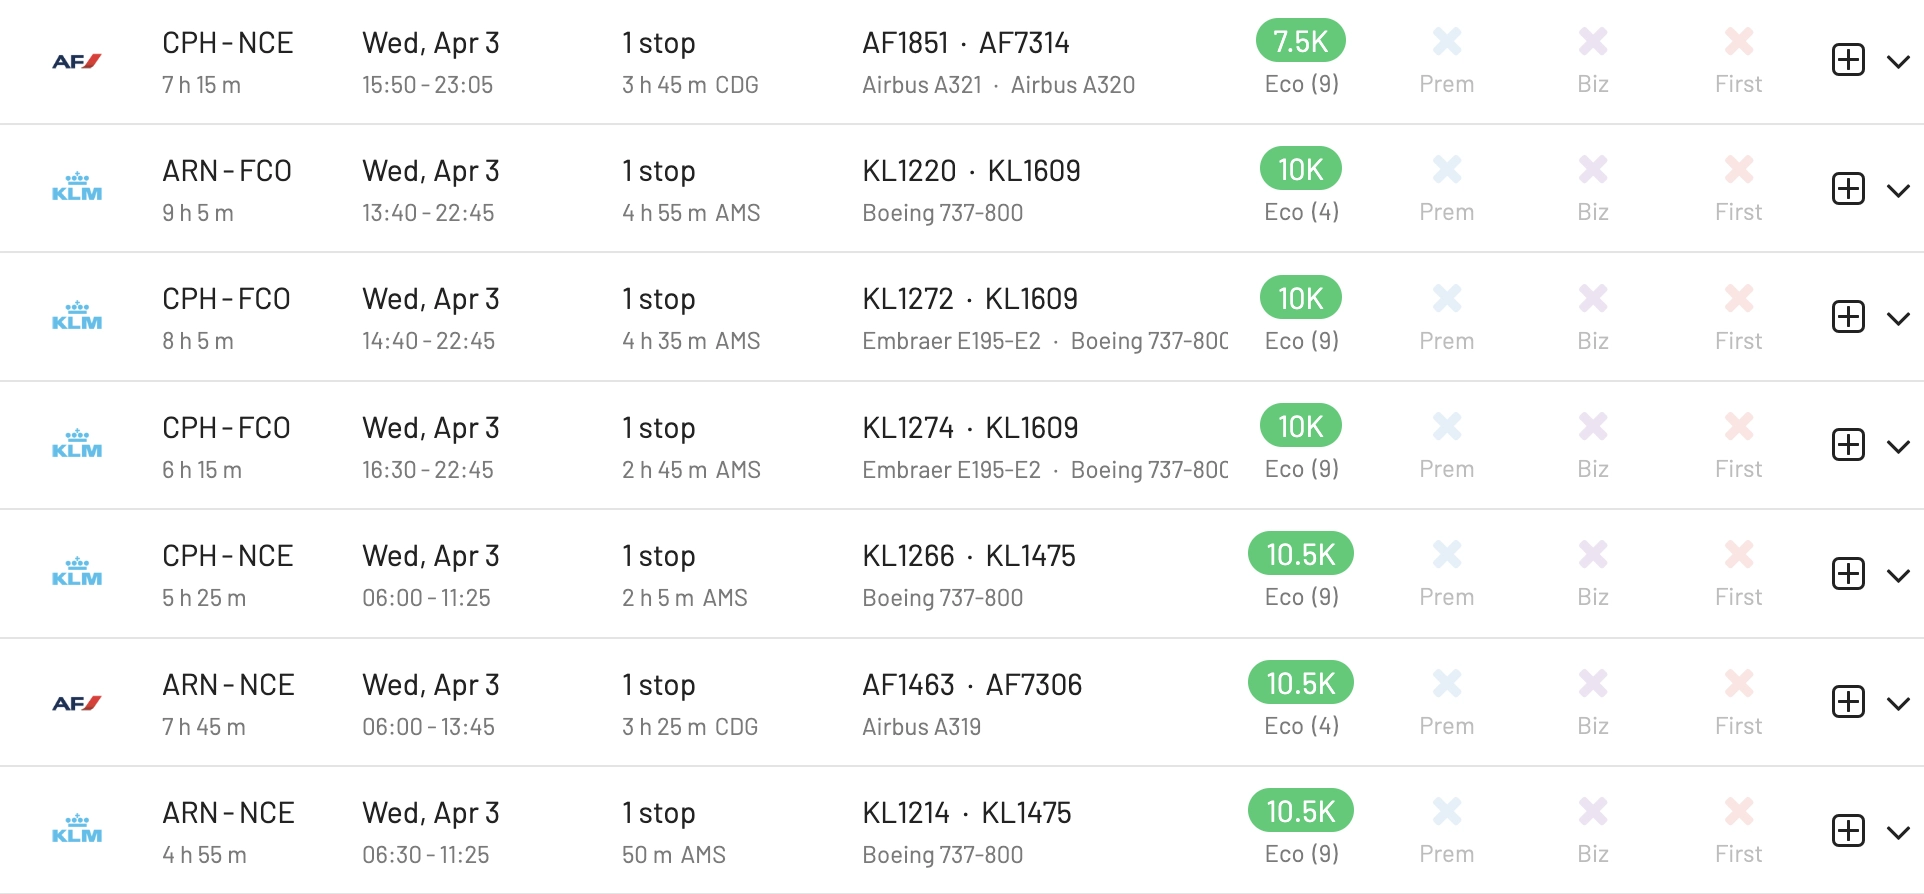 AF CPH - NCE Wed, Apr 3 1 stop AF1851 · AF7314 7.5K
7 h 15 m 15:50 - 23:05 3 h 45 m CDG Airbus A321 · Airbus A320 Eco (9) Prem Biz First
ARN - FCO Wed, Apr 3 1 stop KL1220 · KL1609 10K
KLM 9 h 5 m 13:40 - 22:45 4 h 55 m AMS Boeing 737-800 Eco (4) Prem Biz First
CPH - FCO Wed, Apr 3 1 stop KL1272 · KL1609 10K
KLM 8 h 5 m 14:40 - 22:45 4 h 35 m AMS Embraer E195-E2 · Boeing 737-800 Eco (9) Prem Biz First
CPH - FCO Wed, Apr 3 1 stop KL1274 · KL1609 10K
KLM 6 h 15 m 16:30 - 22:45 2 h 45 m AMS Embraer E195-E2 · Boeing 737-800 Eco (9) Prem Biz First
CPH - NCE Wed, Apr 3 1 stop KL1266 · KL1475 10.5K
KLM 5 h 25 m 06:00 - 11:25 2 h 5 m AMS Boeing 737-800 Eco (9) Prem Biz First
AF ARN - NCE Wed, Apr 3 1 stop AF1463 · AF7306 10.5K
7 h 45 m 06:00 - 13:45 3 h 25 m CDG Airbus A319 Eco (4) Prem Biz First
ARN - NCE Wed, Apr 3 1 stop KL1214 · KL1475 10.5K
KLM 4 h 55 m 06:30 - 11:25 50 m AMS Boeing 737-800 Eco (9) Prem Biz First